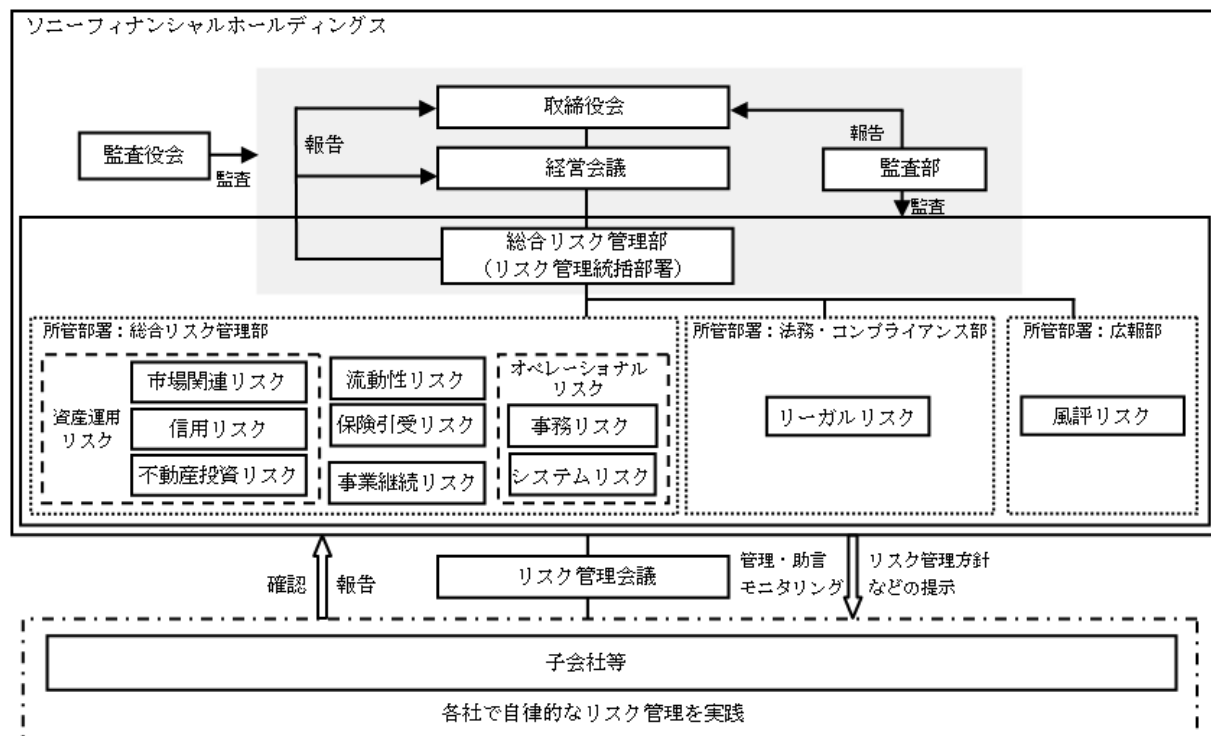 ソニーフィナンシャルホールディングス
取締役会
報告
報告
監査役会
監査
経営会議
監査部
監査
総合リスク管理部
(リスク管理統括部署)
所管部署：総合リスク管理部
所管部署：法務・コンプライアンス部
所管部署：広報部
資産運用
リスク
市場関連リスク
信用リスク
不動産投資リスク
流動性リスク
保険引受リスク
事業継続リスク
オペレーショナル
リスク
事務リスク
システムリスク
リーガルリスク
風評リスク
確認
報告
リスク管理会議
管理・助言
モニタリング
リスク管理方針
などの提示
子会社等
各社で自律的なリスク管理を実践